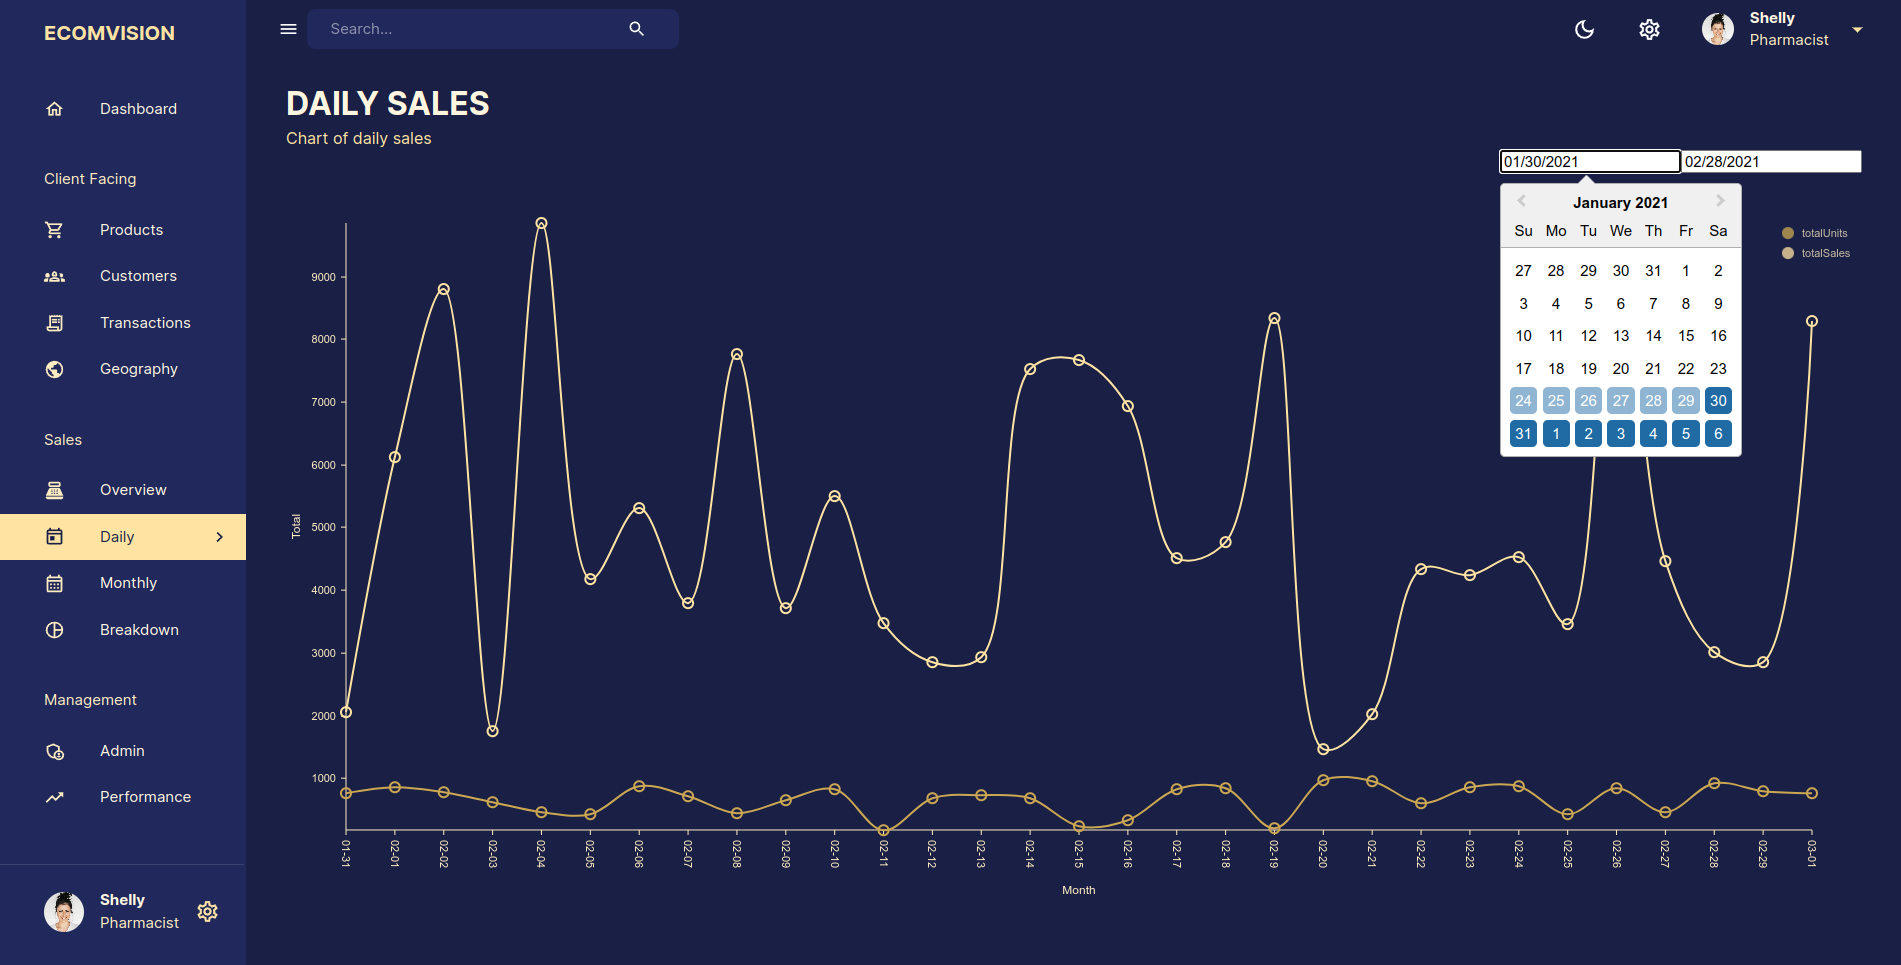 ECOMVISION
Dashboard
Client Facing
Products
Customers
Transactions
Geography
Sales
Overview
Daily
Monthly
Breakdown
Management
Admin
Performance
Shelly
Pharmacist
Search...
Shelly
Pharmacist
DAILY SALES
Chart of daily sales
01/30/2021 02/28/2021
January 2021
Su Mo Tu We Th Fr Sa
27 28 29 30 31 1 2
3 4 5 6 7 8 9
10 11 12 13 14 15 16
17 18 19 20 21 22 23
24 25 26 27 28 29 30
31 1 2 3 4 5 6
totalUnits
totalSales
Total
9000
8000
7000
6000
5000
4000
3000
2000
1000
01-31 02-01 02-02 02-03 02-04 02-05 02-06 02-07 02-08 02-09 02-10 02-11 02-12 02-13 02-14 02-15 02-16 02-17 02-18 02-19 02-20 02-21 02-22 02-23 02-24 02-25 02-26 02-27 02-28 02-29 03-01
Month